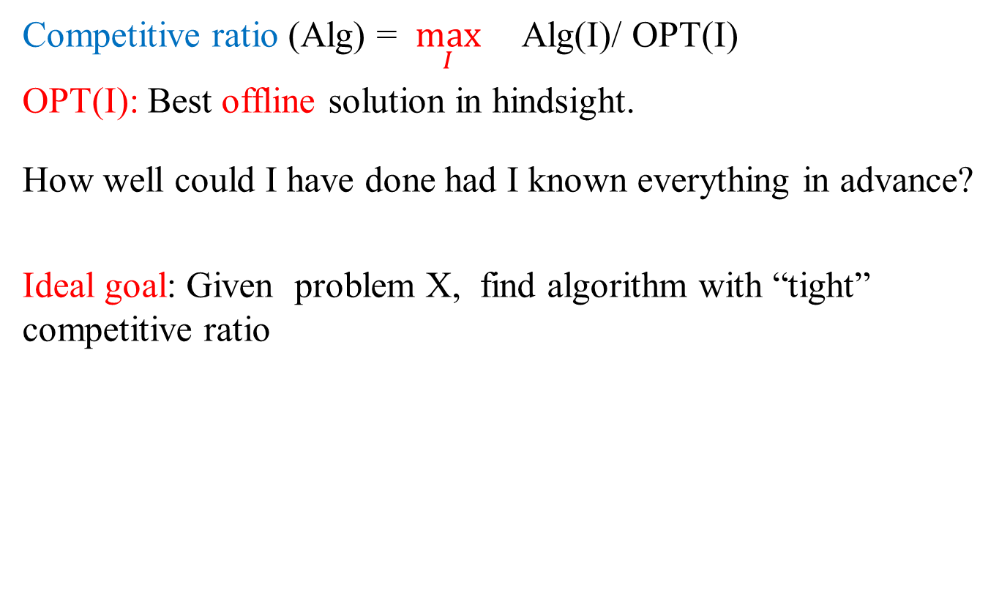 Competitive ratio (Alg) = max Alg(I)/ OPT(I)
I
OPT(I): Best offline solution in hindsight.
How well could I have done had I known everything in advance?
Ideal goal: Given problem X, find algorithm with “tight”
competitive ratio